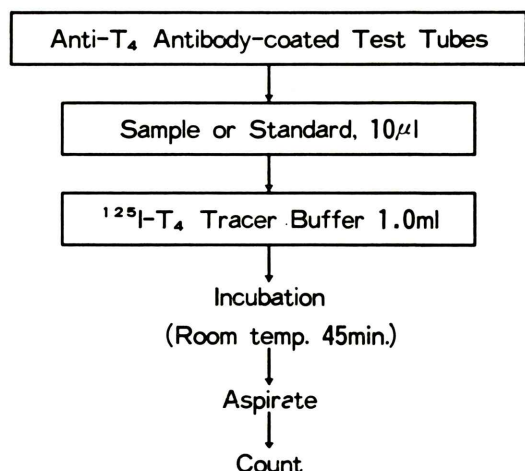 Anti-T₄ Antibody-coated Test Tubes
Sample or Standard, 10μl
¹²⁵I-T₄ Tracer Buffer 1.0ml
Incubation
(Room temp. 45min.)
Aspirate
Count